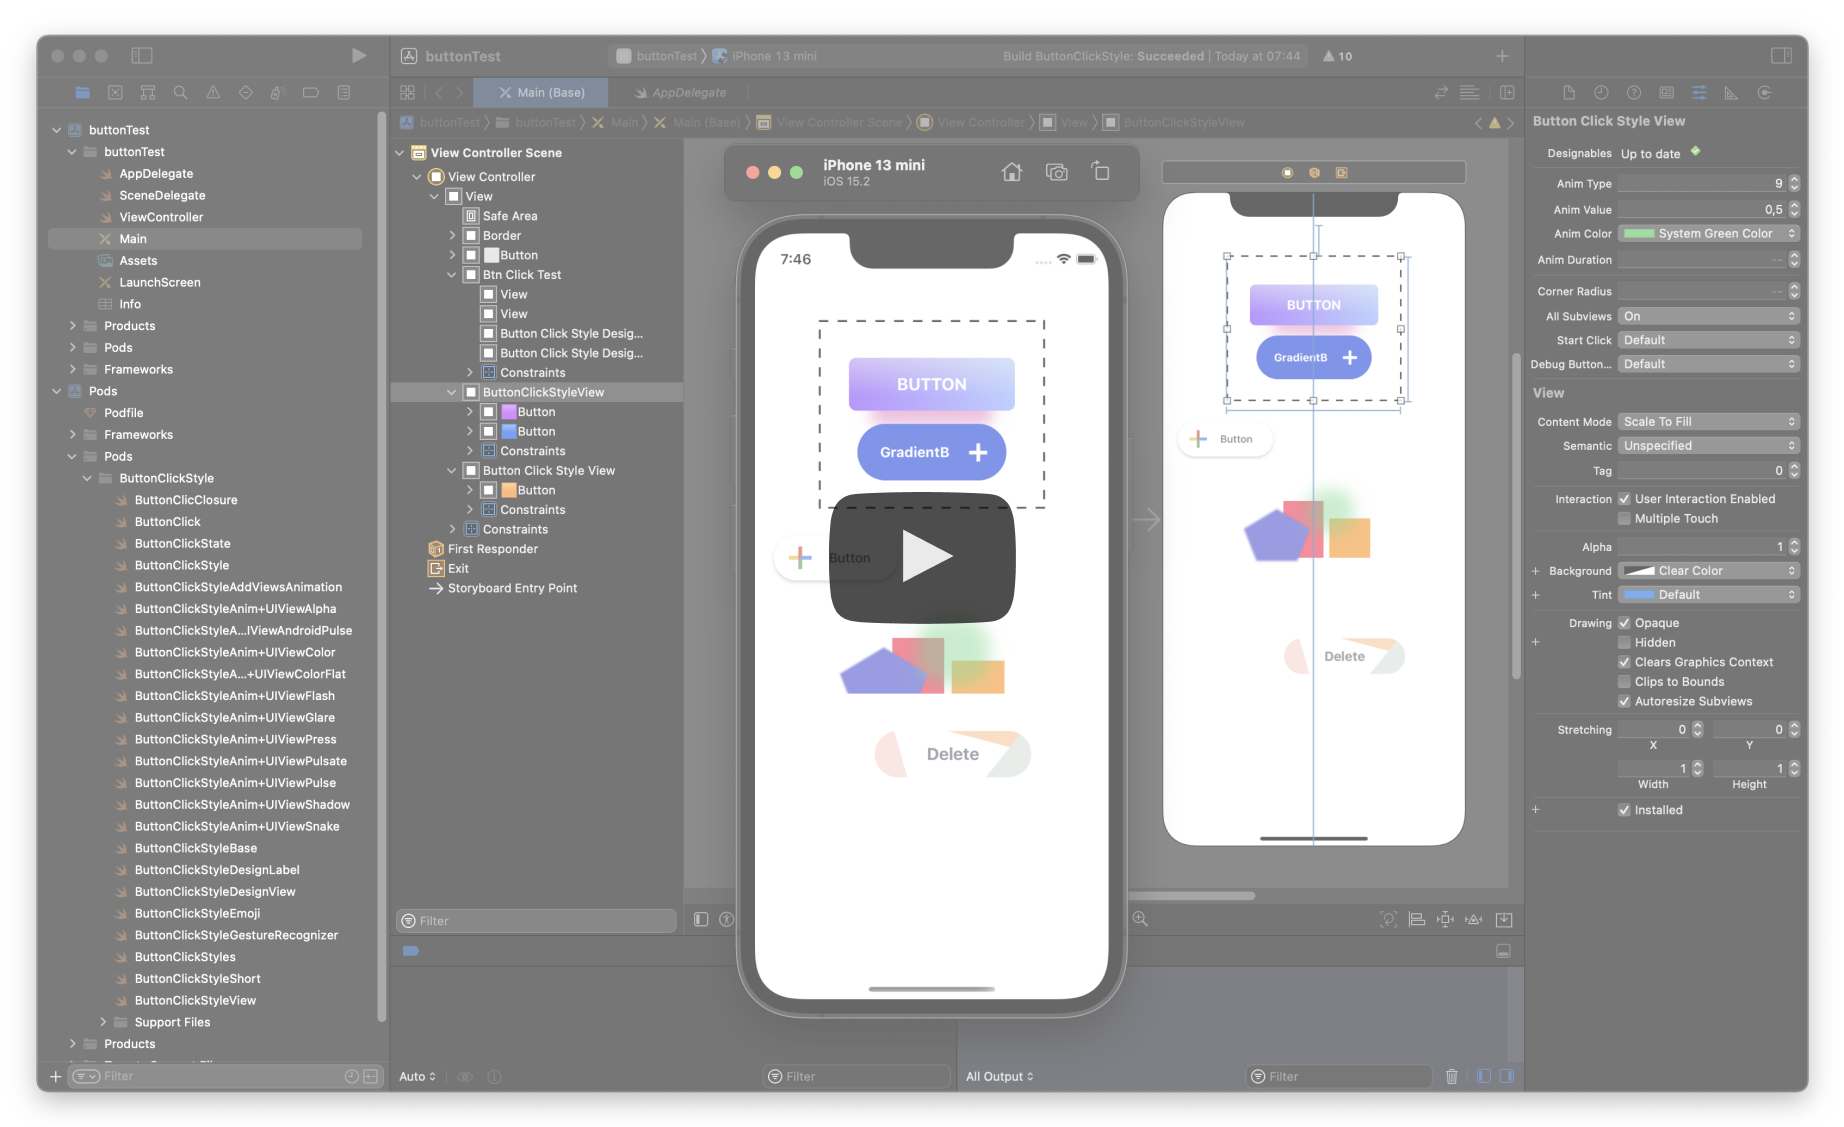 buttonTest
buttonTest
iPhone 13 mini
Build ButtonClickStyle: Succeeded | Today at 07:44
10
Main (Base)
AppDelegate
buttonTest
buttonTest
Main
Main (Base)
View Controller Scene
View Controller
View
ButtonClickStyleView
buttonTest
buttonTest
AppDelegate
SceneDelegate
ViewController
Main
Assets
LaunchScreen
Info
Products
Pods
Frameworks
Pods
Podfile
Frameworks
Pods
ButtonClickStyle
ButtonClicClosure
ButtonClick
ButtonClickState
ButtonClickStyle
ButtonClickStyleAddViewsAnimation
ButtonClickStyleAnim+UIViewAlpha
ButtonClickStyleA...IViewAndroidPulse
ButtonClickStyleAnim+UIViewColor
ButtonClickStyleA...+UIViewColorFlat
ButtonClickStyleAnim+UIViewFlash
ButtonClickStyleAnim+UIViewGlare
ButtonClickStyleAnim+UIViewPress
ButtonClickStyleAnim+UIViewPulsate
ButtonClickStyleAnim+UIViewPulse
ButtonClickStyleAnim+UIViewShadow
ButtonClickStyleAnim+UIViewSnake
ButtonClickStyleBase
ButtonClickStyleDesignLabel
ButtonClickStyleDesignView
ButtonClickStyleEmoji
ButtonClickStyleGestureRecognizer
ButtonClickStyles
ButtonClickStyleShort
ButtonClickStyleView
Support Files
Products
Filter
View Controller Scene
View Controller
View
Safe Area
Border
Button
Btn Click Test
View
View
Button Click Style Desig...
Button Click Style Desig...
Constraints
ButtonClickStyleView
Button
Button
Constraints
Button Click Style View
Button
Constraints
Constraints
First Responder
Exit
Storyboard Entry Point
Filter
iPhone 13 mini
iOS 15.2
7:46
BUTTON
GradientB
Button
Delete
BUTTON
GradientB
Button
Delete
Auto
Filter
All Output
Filter
Button Click Style View
Designables Up to date
Anim Type 9
Anim Value 0,5
Anim Color System Green Color
Anim Duration --
Corner Radius --
All Subviews On
Start Click Default
Debug Button... Default
View
Content Mode Scale To Fill
Semantic Unspecified
Tag 0
Interaction User Interaction Enabled
Multiple Touch
Alpha 1
Background Clear Color
Tint Default
Drawing Opaque
Hidden
Clears Graphics Context
Clips to Bounds
Autoresize Subviews
Stretching 0 0
X Y
1 1
Width Height
Installed